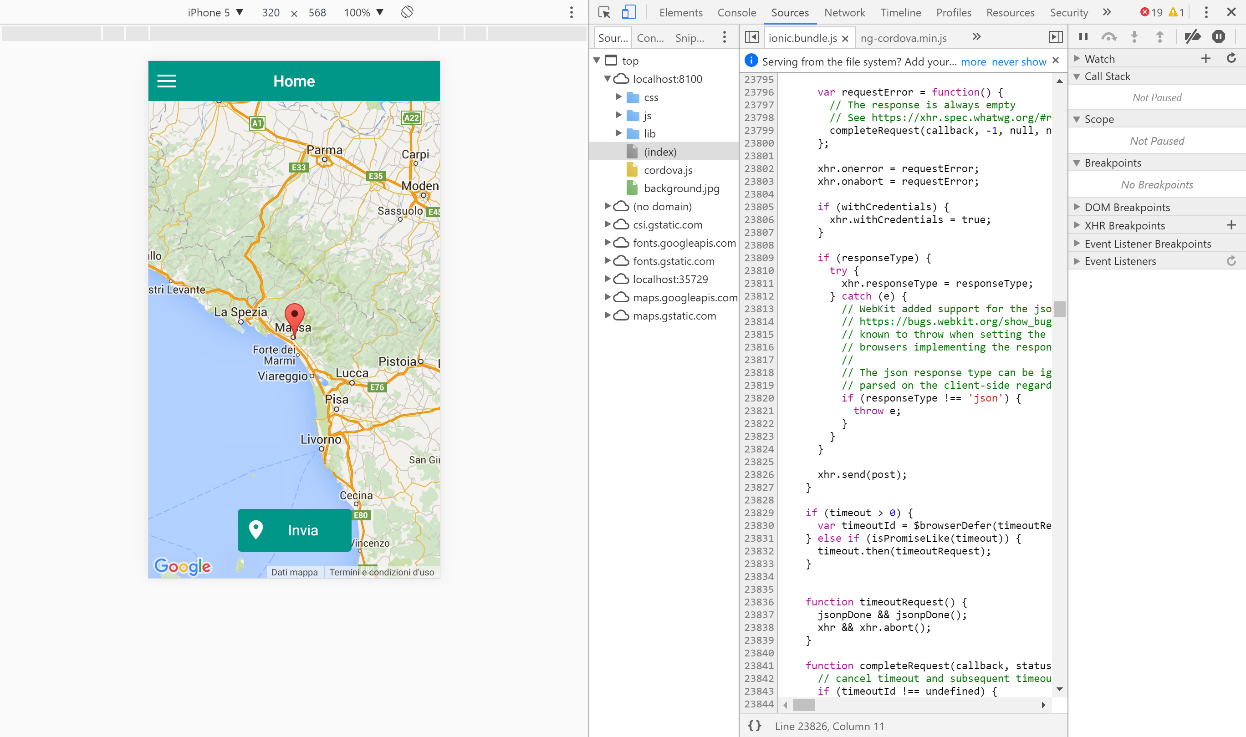 iPhone 5 ▼ 320 × 568 100% ▼
Home
A1
A22
Parma
Carpi
E33
E35
Moden
Sassuolo
E45
llo
stri Levante
La Spezia
Massa
Forte dei
Marmi
Pistoia
Viareggio
Lucca
E76
Pisa
Livorno
San Gi
Cecina
E80
Invia
Vincenzo
Google
Dati mappa
Termini e condizioni d'uso
Elements Console Sources Network Timeline Profiles Resources Security » 19 1
Sour... Con... Snip...
top
localhost:8100
css
js
lib
(index)
cordova.js
background.jpg
(no domain)
csi.gstatic.com
fonts.googleapis.com
fonts.gstatic.com
localhost:35729
maps.googleapis.com
maps.gstatic.com
ionic.bundle.js × ng-cordova.min.js »
Serving from the file system? Add your... more never show ×
23795
23796 var requestError = function() {
23797 // The response is always empty
23798 // See https://xhr.spec.whatwg.org/#r
23799 completeRequest(callback, -1, null, n
23800 };
23801
23802 xhr.onerror = requestError;
23803 xhr.onabort = requestError;
23804
23805 if (withCredentials) {
23806 xhr.withCredentials = true;
23807 }
23808
23809 if (responseType) {
23810 try {
23811 xhr.responseType = responseType;
23812 } catch (e) {
23813 // WebKit added support for the jso
23814 // https://bugs.webkit.org/show_bug
23815 // known to throw when setting the
23816 // browsers implementing the respon
23817 //
23818 // The json response type can be ig
23819 // parsed on the client-side regard
23820 if (responseType !== 'json') {
23821 throw e;
23822 }
23823 }
23824 }
23825
23826 xhr.send(post);
23827 }
23828
23829 if (timeout > 0) {
23830 var timeoutId = $browserDefer(timeoutRe
23831 } else if (isPromiseLike(timeout)) {
23832 timeout.then(timeoutRequest);
23833 }
23834
23835
23836 function timeoutRequest() {
23837 jsonpDone && jsonpDone();
23838 xhr && xhr.abort();
23839 }
23840
23841 function completeRequest(callback, status
23842 // cancel timeout and subsequent timeou
23843 if (timeoutId !== undefined) {
23844
{} Line 23826, Column 11
Watch
Call Stack
Not Paused
Scope
Not Paused
Breakpoints
No Breakpoints
DOM Breakpoints
XHR Breakpoints
Event Listener Breakpoints
Event Listeners